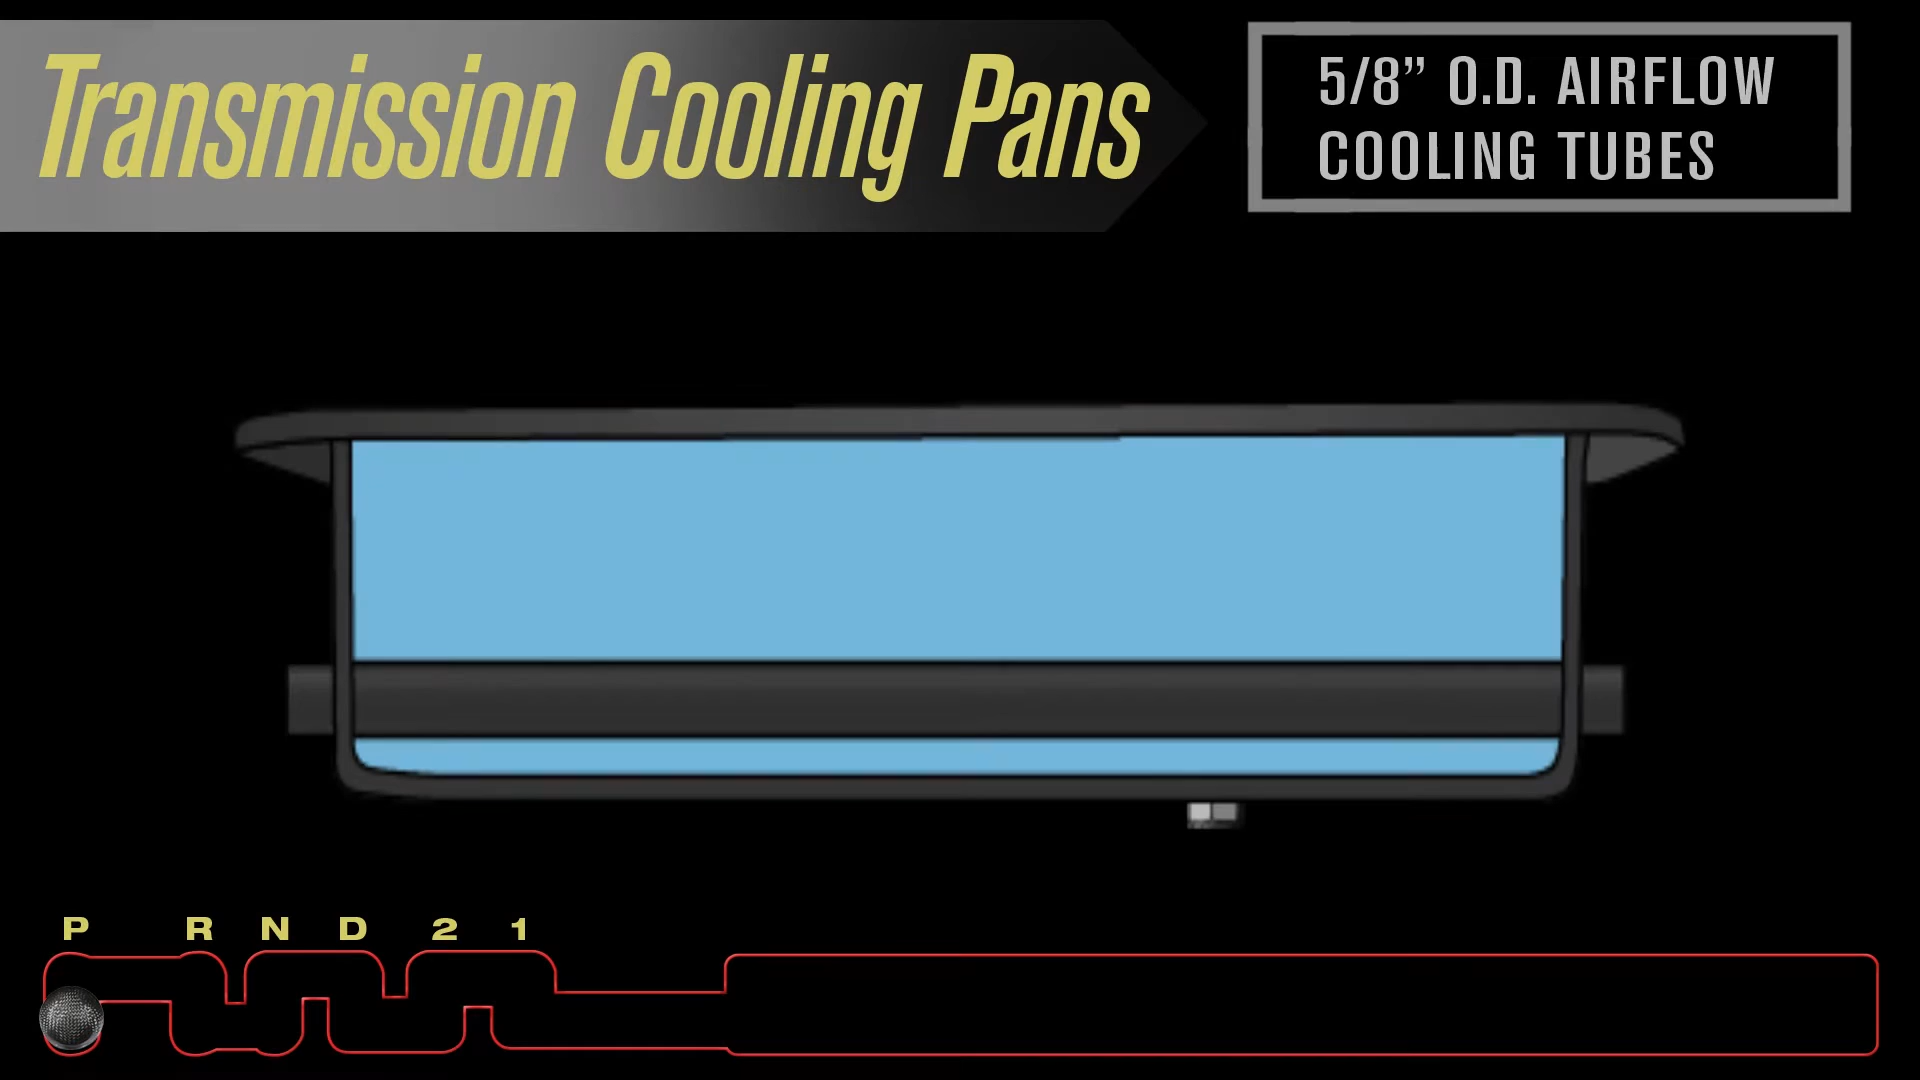 Transmission Cooling Pans
5/8” O.D. AIRFLOW
COOLING TUBES
P R N D 2 1